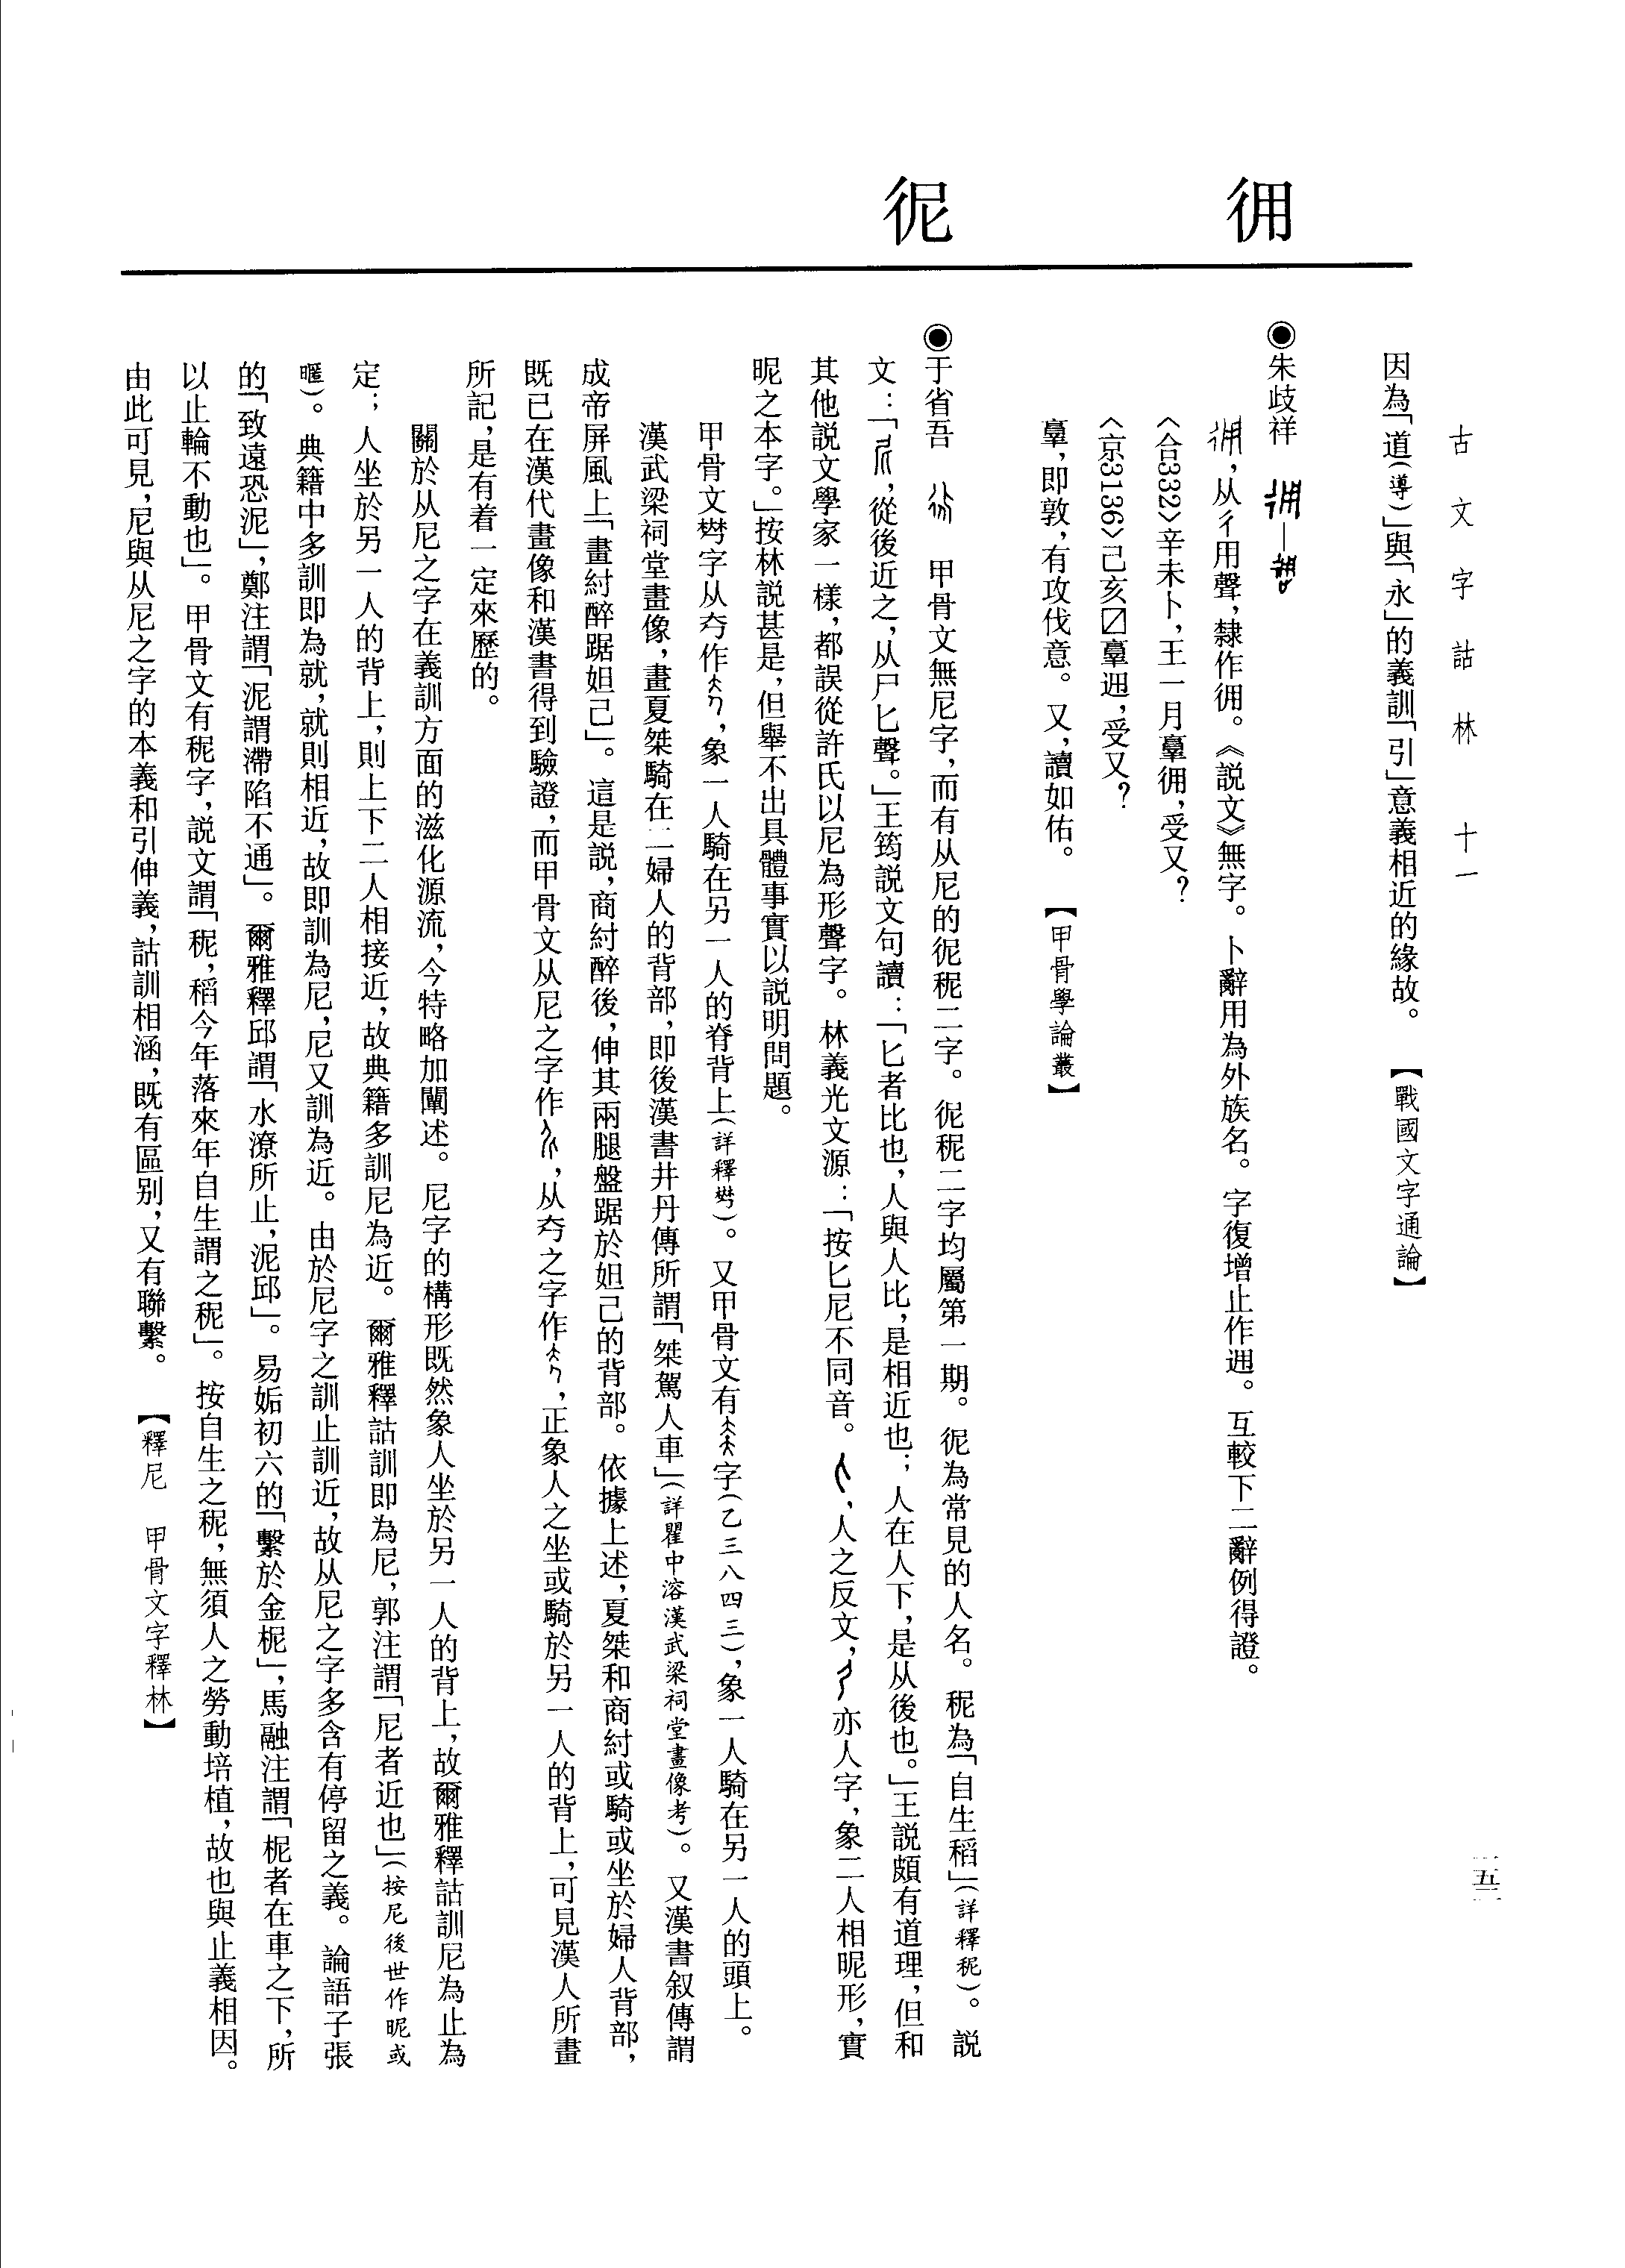 古文字詁林 十一
一五二
佣
㣇
因為「道(導)」與「永」的義訓「引」意義相近的緣故。 【戰國文字通論】
◉朱歧祥
,从彳用聲,隸作徚。《説文》無字。卜辭用為外族名。字復增止作迵。互較下二辭例得證。
〈合332〉辛未卜,王一月𦎫,受又?
〈京3136〉己亥☑𦎫,受又?
𦎫,即敦,有攻伐意。又,讀如佑。 【甲骨學論叢】
◉于省吾 甲骨文無尼字,而有从尼的秜二字。秜二字均屬第一期。為常見的人名。秜為「自生稻」(詳釋秜)。説
文:「,從後近之,从尸匕聲。」王筠説文句讀:「匕者比也,人與人比,是相近也;人在人下,是从後也。」王説頗有道理,但和
其他説文學家一樣,都誤從許氏以尼為形聲字。林義光文源:「按匕尼不同音。,人之反文,亦人字,象二人相昵形,實
昵之本字。」按林説甚是,但舉不出具體事實以説明問題。
甲骨文字从作,象一人騎在另一人的脊背上(詳釋)。又甲骨文有字(乙三八四三),象一人騎在另一人的頭上。
漢武梁祠堂畫像,畫夏桀騎在二婦人的背部,即後漢書井丹傳所謂「桀駕人車」(詳瞿中溶漢武梁祠堂畫像考)。又漢書叙傳謂
成帝屏風上「畫紂醉踞妲己」。這是説,商紂醉後,伸其兩腿盤踞於妲己的背部。依據上述,夏桀和商紂或騎或坐於婦人背部,
既已在漢代畫像和漢書得到驗證,而甲骨文从尼之字作,从之字作,正象人之坐或騎於另一人的背上,可見漢人所畫
所記,是有着一定來歷的。
關於从尼之字在義訓方面的滋化源流,今特略加闡述。尼字的構形既然象人坐於另一人的背上,故爾雅釋詁訓尼為止為
定;人坐於另一人的背上,則上下二人相接近,故典籍多訓尼為近。爾雅釋詁訓即為尼,郭注謂「尼者近也」(按尼後世作昵或
暱)。典籍中多訓即為就,就則相近,故即訓為尼,尼又訓為近。由於尼字之訓止訓近,故从尼之字多含有停留之義。論語子張
的「致遠恐泥」,鄭注謂「泥謂滯陷不通」。爾雅釋邱謂「水潦所止,泥邱」。易姤初六的「繫於金柅」,馬融注謂「柅者在車之下,所
以止輪不動也」。甲骨文有秜字,説文謂「秜,稻今年落來年自生謂之秜」。按自生之秜,無須人之勞動培植,故也與止義相因。
由此可見,尼與从尼之字的本義和引伸義,詁訓相涵,既有區别,又有聯繫。 【釋尼 甲骨文字釋林】